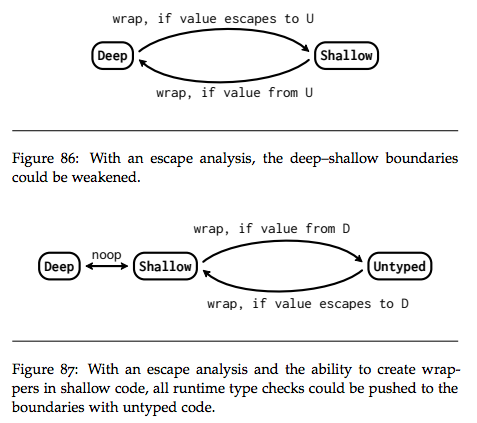 wrap, if value escapes to U
Deep
Shallow
wrap, if value from U
Figure 86: With an escape analysis, the deep–shallow boundaries
could be weakened.
wrap, if value from D
noop
Deep
Shallow
Untyped
wrap, if value escapes to D
Figure 87: With an escape analysis and the ability to create wrap-
pers in shallow code, all runtime type checks could be pushed to the
boundaries with untyped code.